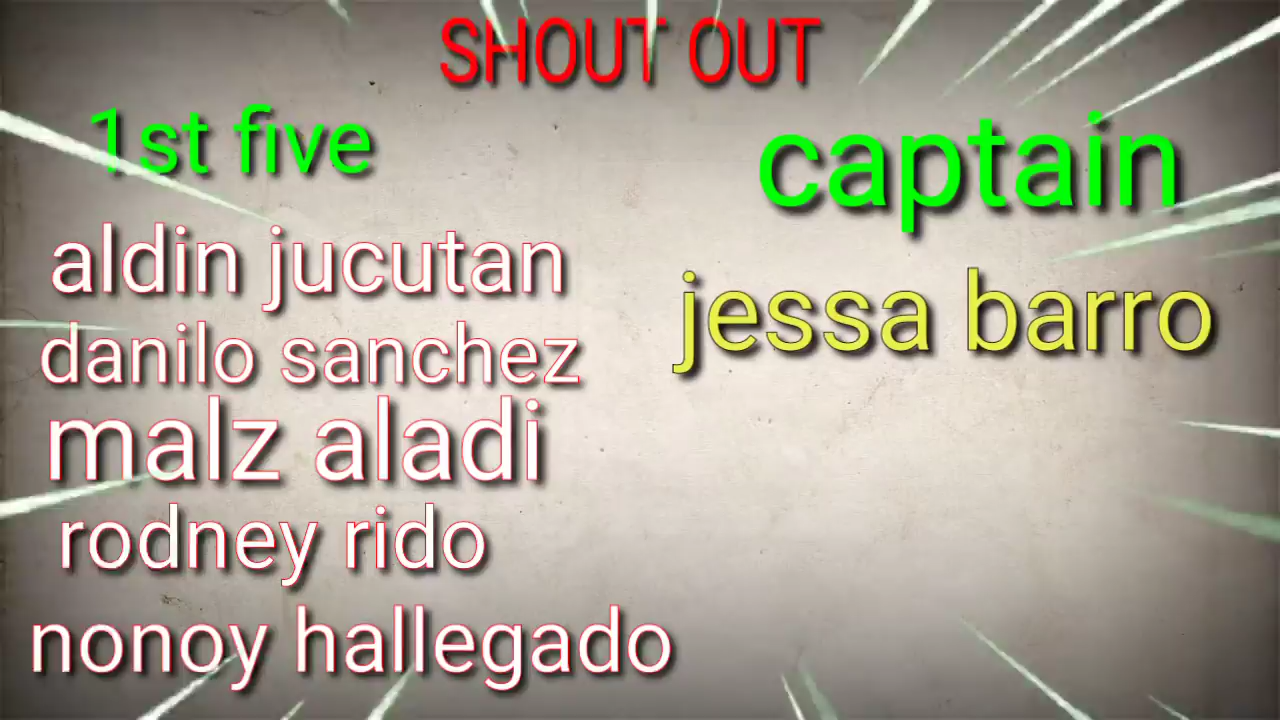 SHOUT OUT
1st five
aldin jucutan
danilo sanchez
malz aladi
rodney rido
nonoy hallegado
captain
jessa barro